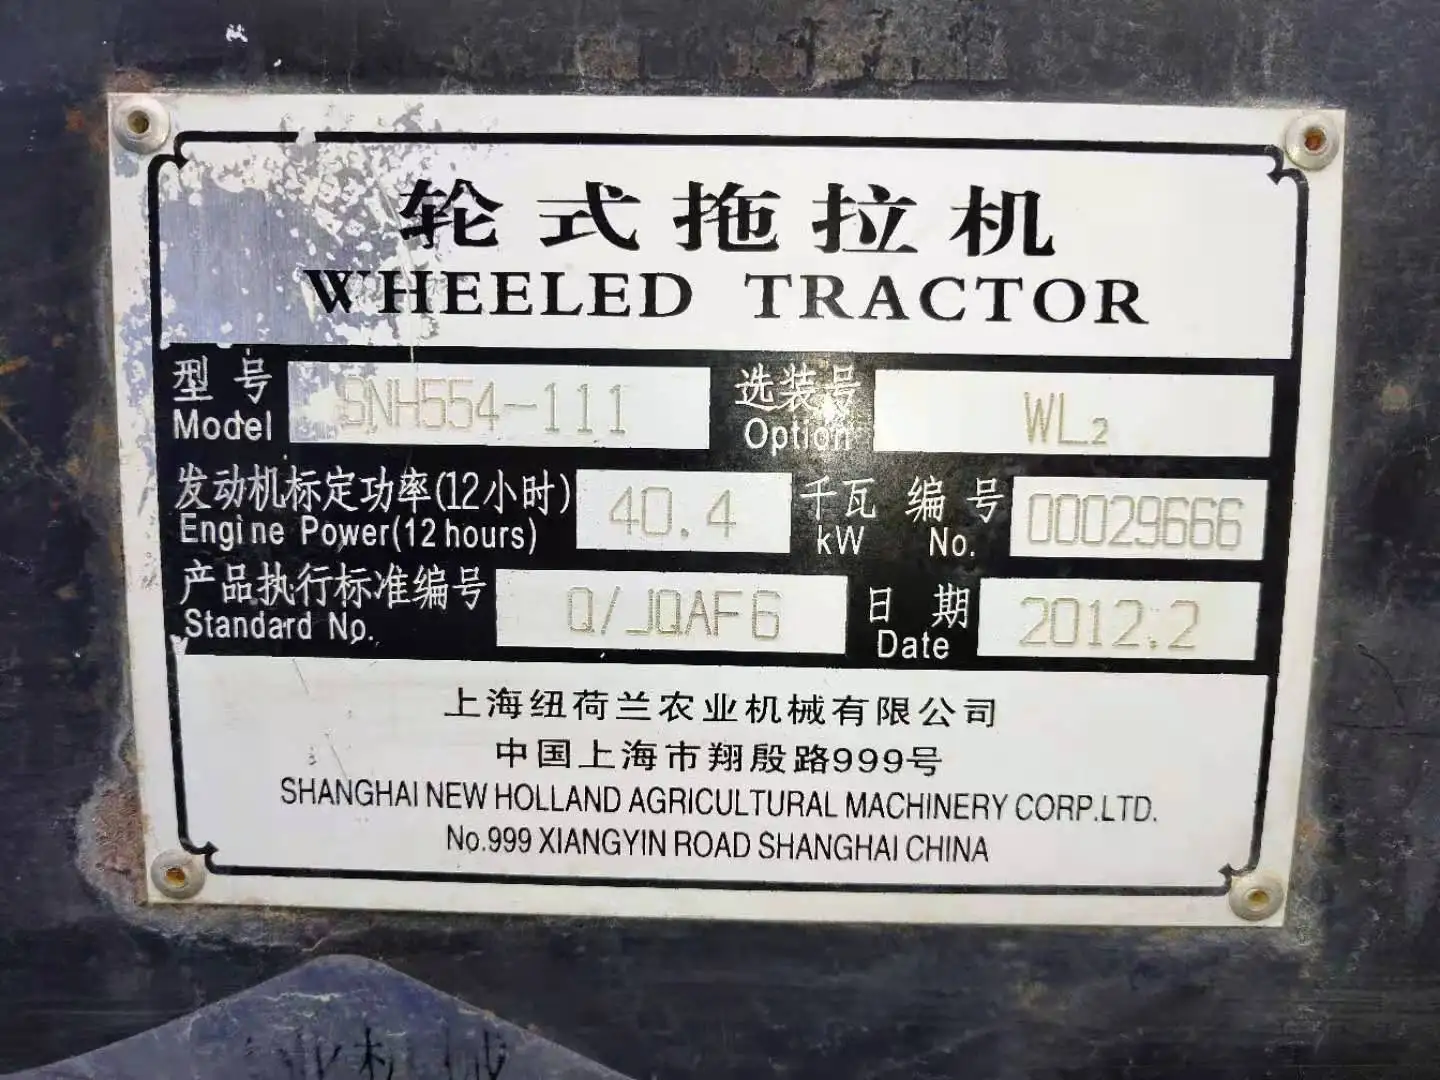 轮式拖拉机
WHEELED TRACTOR
型号 SNH554-111 选装号 WL2
Model Option
发动机标定功率(12小时) 40.4 千瓦 编号 00029666
Engine Power(12hours) kW No.
产品执行标准编号 Q/JQAF6 日期 2012.2
Standard No. Date
上海纽荷兰农业机械有限公司
中国上海市翔殷路999号
SHANGHAI NEW HOLLAND AGRICULTURAL MACHINERY CORP.LTD.
No.999 XIANGYIN ROAD SHANGHAI CHINA